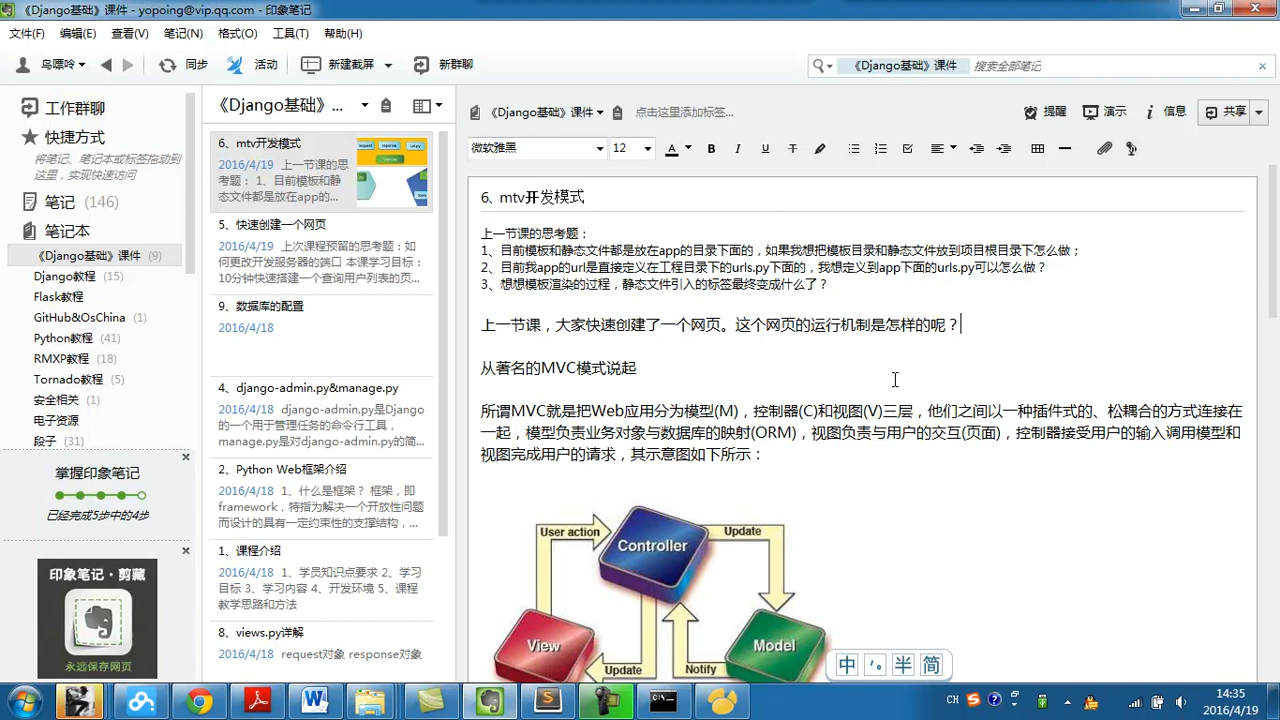 《Django基础》课件 - yopoing@vip.qq.com - 印象笔记
文件(F) 编辑(E) 查看(V) 笔记(N) 格式(O) 工具(T) 帮助(H)
鸟嘌呤 同步 活动 新建截屏 新群聊
《Django基础》课件 搜索全部笔记
工作群聊
快捷方式
将笔记、笔记本或标签拖动到
这里，实现快速访问
笔记 (146)
笔记本
《Django基础》课件 (9)
Django教程 (15)
Flask教程
GitHub&OsChina (1)
Python教程 (41)
RMXP教程 (18)
Tornado教程 (5)
安全相关 (1)
电子资源
段子 (31)
掌握印象笔记
已经完成5步中的4步
印象笔记·剪藏
永远保存网页
《Django基础》...
6、mtv开发模式
2016/4/19 上一节课的思
考题： 1、目前模板和静
态文件都是放在app的...
5、快速创建一个网页
2016/4/19 上次课程预留的思考题：如
何更改开发服务器的端口 本课学习目标：
10分钟快速搭建一个查询用户列表的页...
9、数据库的配置
2016/4/18
4、django-admin.py&manage.py
2016/4/18 django-admin.py是Django
的一个用于管理任务的命令行工具，
manage.py是对django-admin.py的简...
2、Python Web框架介绍
2016/4/18 1、什么是框架？ 框架，即
framework，特指为解决一个开放性问题
而设计的具有一定约束性的支撑结构，...
1、课程介绍
2016/4/18 1、学员知识点要求 2、学习
目标 3、学习内容 4、开发环境 5、课程
教学思路和方法
8、views.py详解
2016/4/18 request对象 response对象
《Django基础》课件 点击这里添加标签...
提醒 演示 信息 共享
微软雅黑 12 A B I U T
6、mtv开发模式
上一节课的思考题：
1、目前模板和静态文件都是放在app的目录下面的，如果我想把模板目录和静态文件放到项目根目录下怎么做；
2、目前我app的url是直接定义在工程目录下的urls.py下面的，我想定义到app下面的urls.py可以怎么做？
3、想想模板渲染的过程，静态文件引入的标签最终变成什么了？
上一节课，大家快速创建了一个网页。这个网页的运行机制是怎样的呢？
从著名的MVC模式说起
所谓MVC就是把Web应用分为模型(M)，控制器(C)和视图(V)三层，他们之间以一种插件式的、松耦合的方式连接在
一起，模型负责业务对象与数据库的映射(ORM)，视图负责与用户的交互(页面)，控制器接受用户的输入调用模型和
视图完成用户的请求，其示意图如下所示：
User action
Controller
Update
View
Model
Update
Notify
中 半 简
CH
14:35
2016/4/19